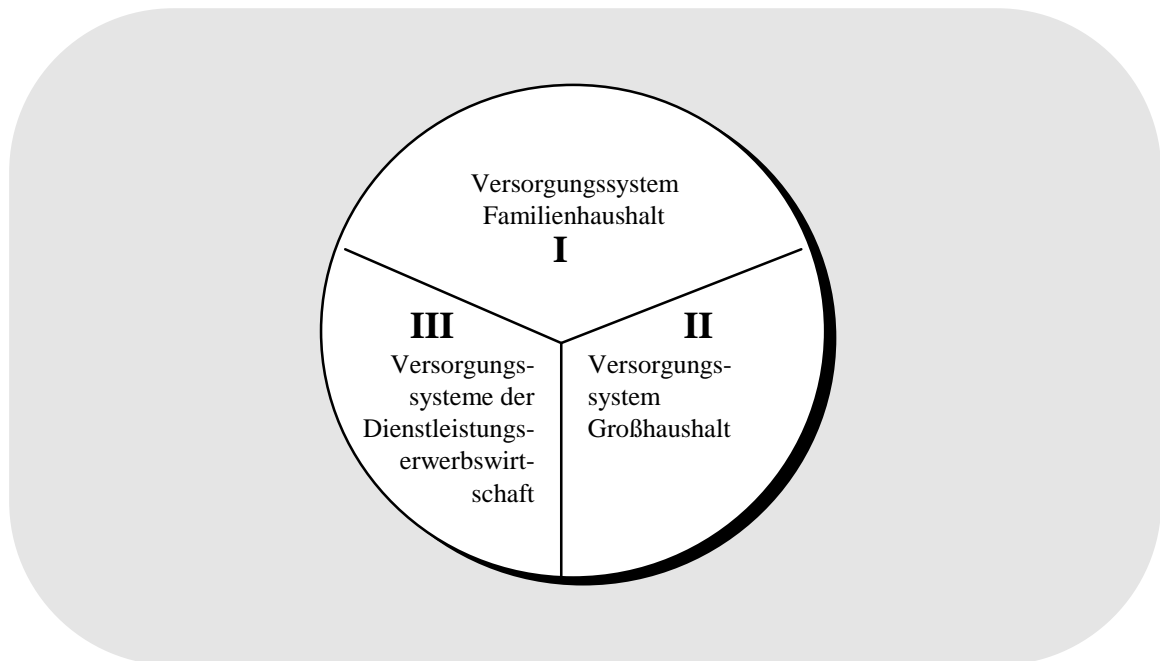 Versorgungssystem
Familienhaushalt
I
II
Versorgungs-
system
Großhaushalt
III
Versorgungs-
systeme der
Dienstleistungs-
erwerbswirt-
schaft